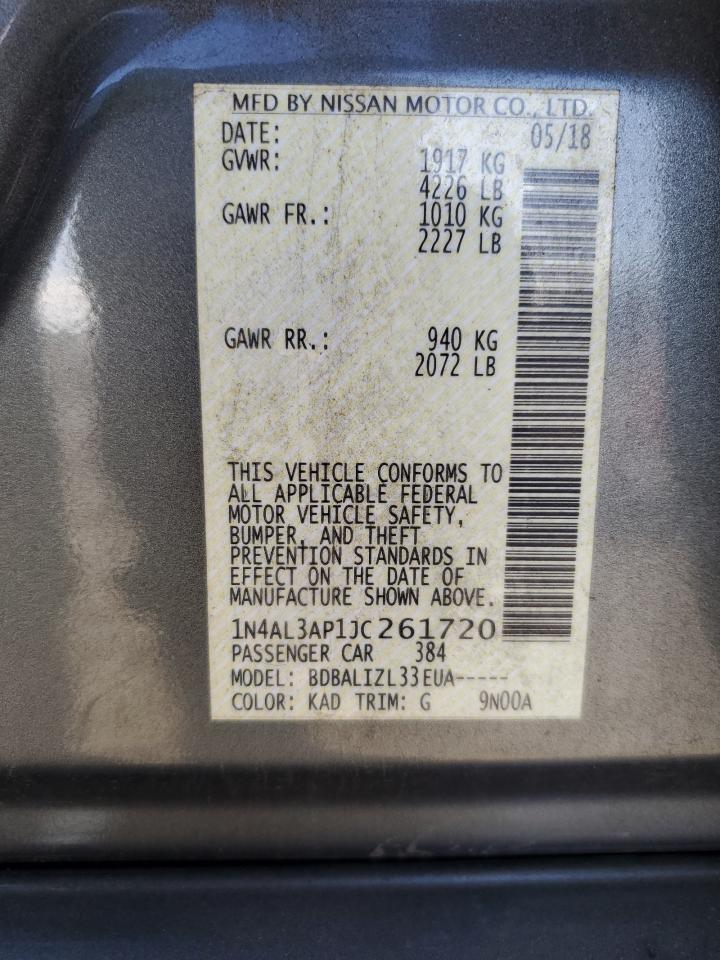 MFD BY NISSAN MOTOR CO., LTD.
DATE: 05/18
GVWR: 1917 KG
4226 LB
GAWR FR.: 1010 KG
2227 LB
GAWR RR.: 940 KG
2072 LB
THIS VEHICLE CONFORMS TO
ALL APPLICABLE FEDERAL
MOTOR VEHICLE SAFETY,
BUMPER, AND THEFT
PREVENTION STANDARDS IN
EFFECT ON THE DATE OF
MANUFACTURE SHOWN ABOVE.
1N4AL3AP1JC261720
PASSENGER CAR 384
MODEL: BDBALIZL33EUA-----
COLOR: KAD TRIM: G 9N00A